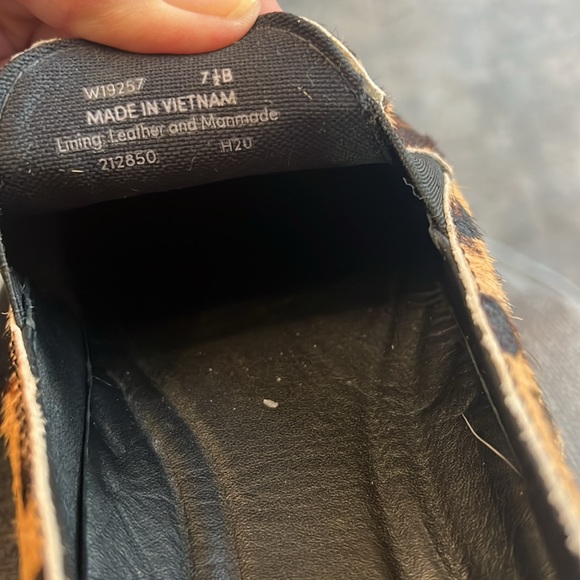 W19257 7½B
MADE IN VIETNAM
Lining: Leather and Manmade
212850 H20